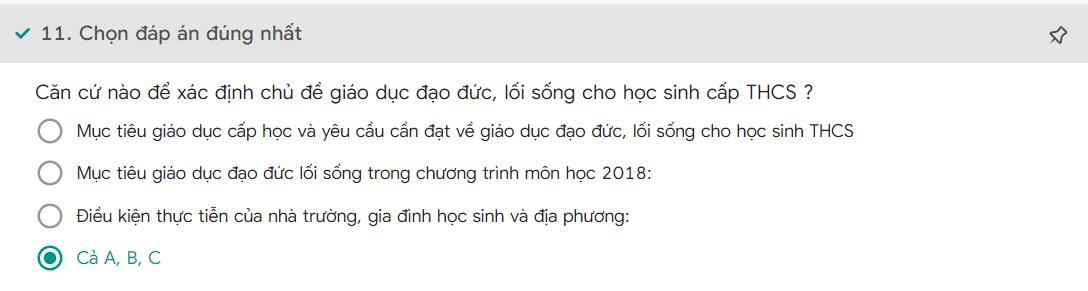 11. Chọn đáp án đúng nhất
Căn cứ nào để xác định chủ đề giáo dục đạo đức, lối sống cho học sinh cấp THCS ?
Mục tiêu giáo dục cấp học và yêu cầu cần đạt về giáo dục đạo đức, lối sống cho học sinh THCS
Mục tiêu giáo dục đạo đức lối sống trong chương trình môn học 2018:
Điều kiện thực tiễn của nhà trường, gia đình học sinh và địa phương:
Cả A, B, C